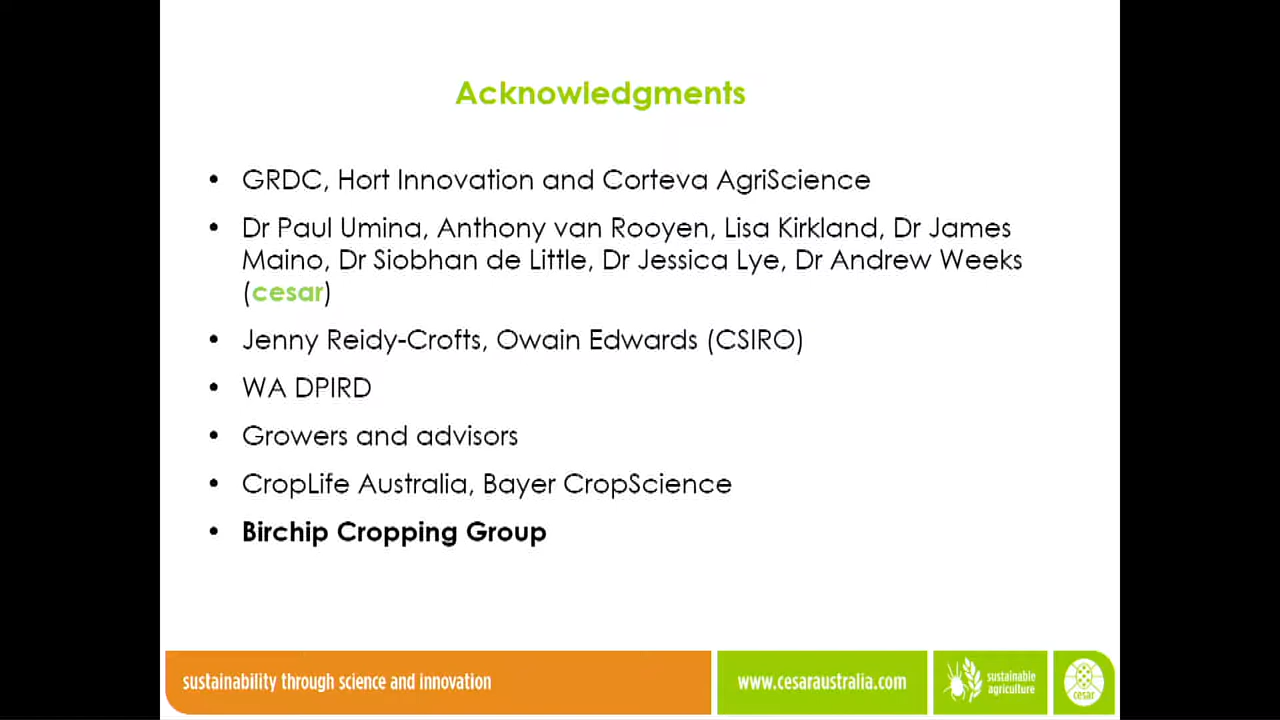 Acknowledgments
• GRDC, Hort Innovation and Corteva AgriScience
• Dr Paul Umina, Anthony van Rooyen, Lisa Kirkland, Dr James
Maino, Dr Siobhan de Little, Dr Jessica Lye, Dr Andrew Weeks
(cesar)
• Jenny Reidy-Crofts, Owain Edwards (CSIRO)
• WA DPIRD
• Growers and advisors
• CropLife Australia, Bayer CropScience
• Birchip Cropping Group
sustainability through science and innovation
www.cesaraustralia.com
sustainable
agriculture
cesar